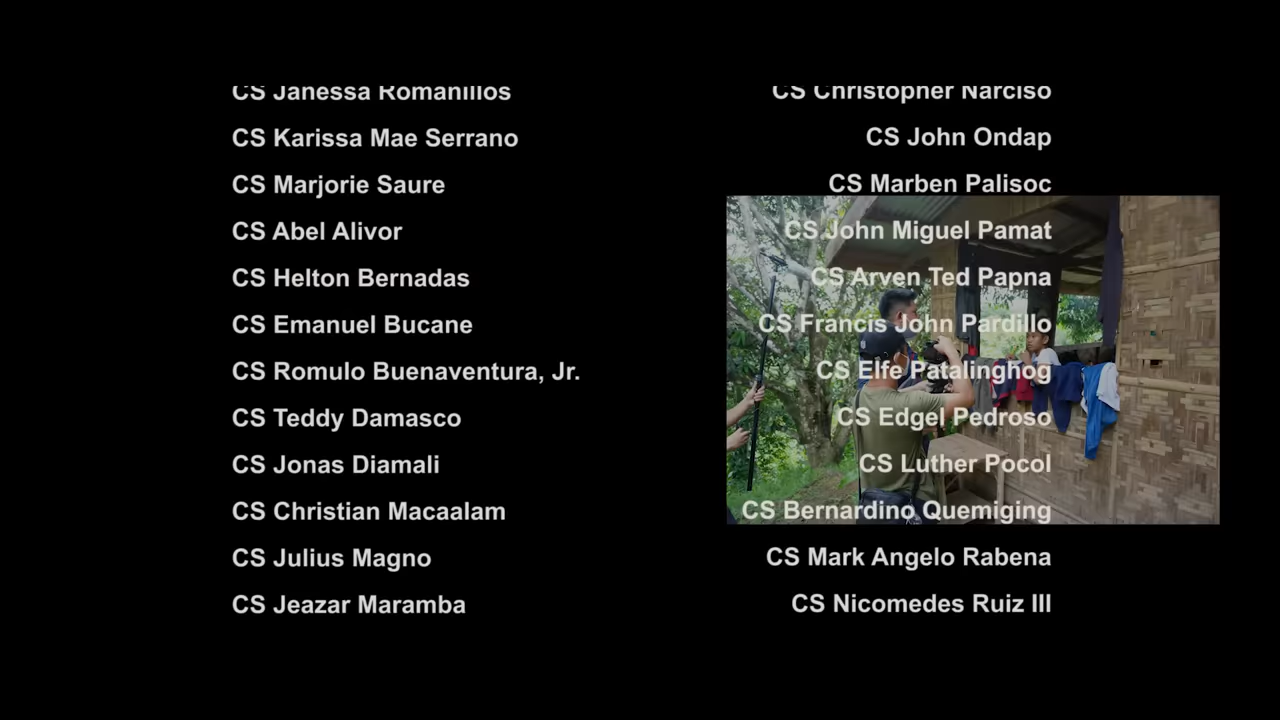 CS Janessa Romanillos
CS Karissa Mae Serrano
CS Marjorie Saure
CS Abel Alivor
CS Helton Bernadas
CS Emanuel Bucane
CS Romulo Buenaventura, Jr.
CS Teddy Damasco
CS Jonas Diamali
CS Christian Macaalam
CS Julius Magno
CS Jeazar Maramba
CS Christopher Narciso
CS John Ondap
CS Marben Palisoc
CS John Miguel Pamat
CS Arven Ted Papna
CS Francis John Pardillo
CS Elfe Patalinghog
CS Edgel Pedroso
CS Luther Pocol
CS Bernardino Quemiging
CS Mark Angelo Rabena
CS Nicomedes Ruiz III